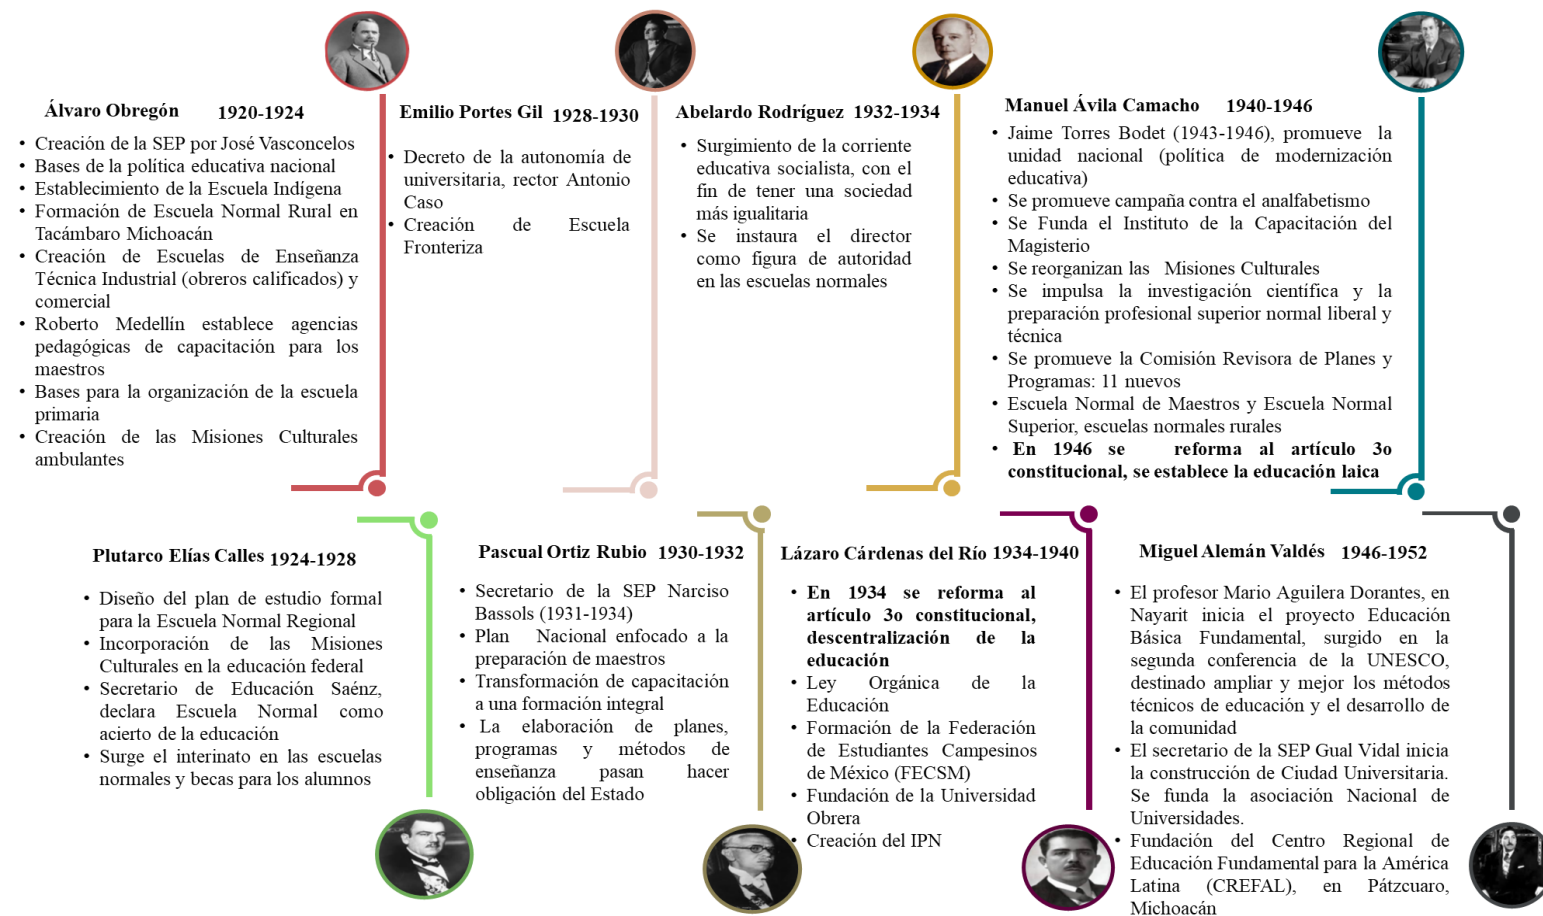 Álvaro Obregón 1920-1924
• Creación de la SEP por José Vasconcelos
• Bases de la política educativa nacional
• Establecimiento de la Escuela Indígena
• Formación de Escuela Normal Rural en
Tacámbaro Michoacán
• Creación de Escuelas de Enseñanza
Técnica Industrial (obreros calificados) y
comercial
• Roberto Medellín establece agencias
pedagógicas de capacitación para los
maestros
• Bases para la organización de la escuela
primaria
• Creación de las Misiones Culturales
ambulantes
Emilio Portes Gil 1928-1930
• Decreto de la autonomía de
universitaria, rector Antonio
Caso
• Creación de Escuela
Fronteriza
Abelardo Rodríguez 1932-1934
• Surgimiento de la corriente
educativa socialista, con el
fin de tener una sociedad
más igualitaria
• Se instaura el director
como figura de autoridad
en las escuelas normales
Manuel Ávila Camacho 1940-1946
• Jaime Torres Bodet (1943-1946), promueve la
unidad nacional (política de modernización
educativa)
• Se promueve campaña contra el analfabetismo
• Se Funda el Instituto de la Capacitación del
Magisterio
• Se reorganizan las Misiones Culturales
• Se impulsa la investigación científica y la
preparación profesional superior normal liberal y
técnica
• Se promueve la Comisión Revisora de Planes y
Programas: 11 nuevos
• Escuela Normal de Maestros y Escuela Normal
Superior, escuelas normales rurales
• En 1946 se reforma al artículo 3o
constitucional, se establece la educación laica
Plutarco Elías Calles 1924-1928
• Diseño del plan de estudio formal
para la Escuela Normal Regional
• Incorporación de las Misiones
Culturales en la educación federal
• Secretario de Educación Saénz,
declara Escuela Normal como
acierto de la educación
• Surge el interinato en las escuelas
normales y becas para los alumnos
Pascual Ortiz Rubio 1930-1932
• Secretario de la SEP Narciso
Bassols (1931-1934)
• Plan Nacional enfocado a la
preparación de maestros
• Transformación de capacitación
a una formación integral
• La elaboración de planes,
programas y métodos de
enseñanza pasan hacer
obligación del Estado
Lázaro Cárdenas del Río 1934-1940
• En 1934 se reforma al
artículo 3o constitucional,
descentralización de la
educación
• Ley Orgánica de la
Educación
• Formación de la Federación
de Estudiantes Campesinos
de México (FECSM)
• Fundación de la Universidad
Obrera
• Creación del IPN
Miguel Alemán Valdés 1946-1952
• El profesor Mario Aguilera Dorantes, en
Nayarit inicia el proyecto Educación
Básica Fundamental, surgido en la
segunda conferencia de la UNESCO,
destinado ampliar y mejor los métodos
técnicos de educación y el desarrollo de
la comunidad
• El secretario de la SEP Gual Vidal inicia
la construcción de Ciudad Universitaria.
Se funda la asociación Nacional de
Universidades.
• Fundación del Centro Regional de
Educación Fundamental para la América
Latina (CREFAL), en Pátzcuaro,
Michoacán